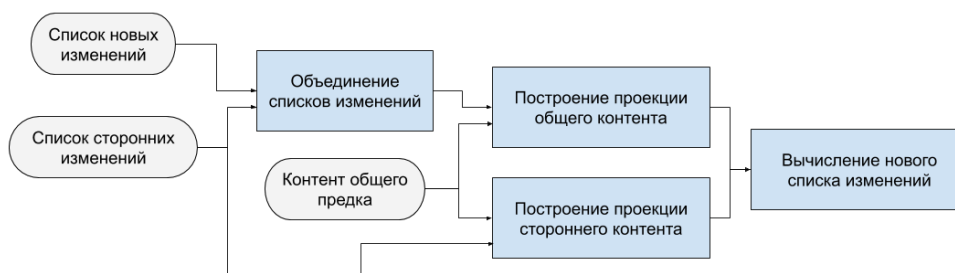 Список новых
изменений
Объединение
списков изменений
Построение проекции
общего контента
Список сторонних
изменений
Вычисление нового
списка изменений
Контент общего
предка
Построение проекции
стороннего контента